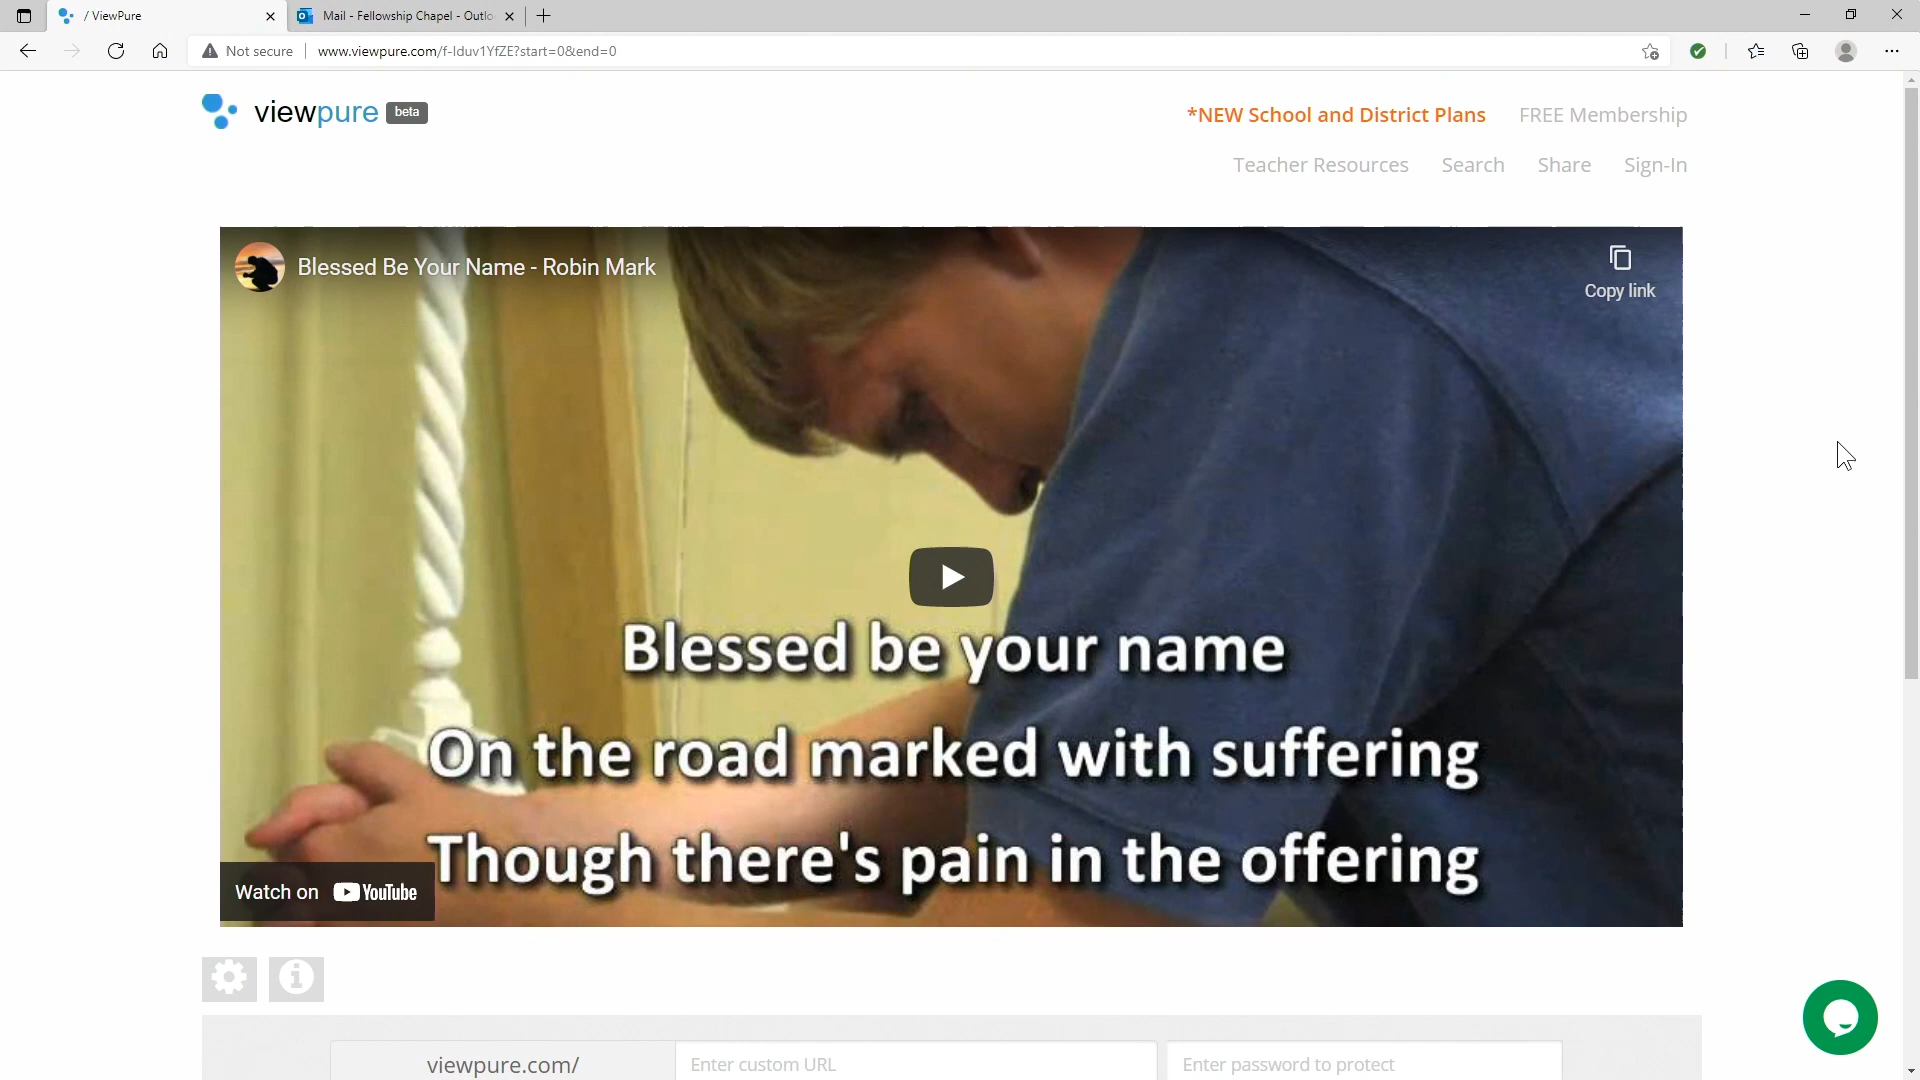 / ViewPure
Mail - Fellowship Chapel - Outlo
Not secure
www.viewpure.com/f-Iduv1YfZE?start=0&end=0
viewpure beta
*NEW School and District Plans
FREE Membership
Teacher Resources
Search
Share
Sign-In
Blessed Be Your Name - Robin Mark
Copy link
Blessed be your name
On the road marked with suffering
Though there's pain in the offering
Watch on YouTube
viewpure.com/
Enter custom URL
Enter password to protect